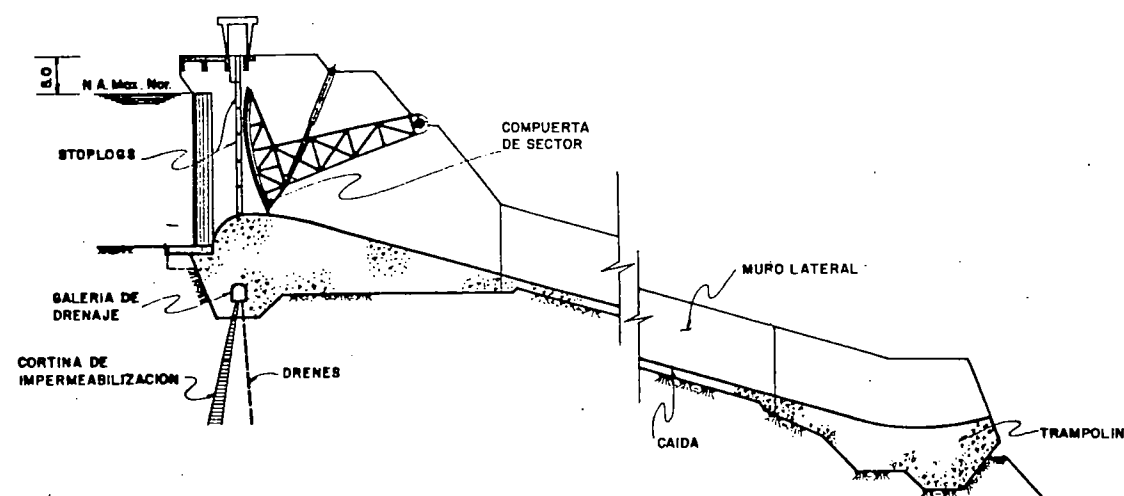 5.0
N A. Max. Nor.
STOPLOGS
COMPUERTA
DE SECTOR
MURO LATERAL
GALERIA DE
DRENAJE
CORTINA DE
IMPERMEABILIZACION
DRENES
CAIDA
TRAMPOLIN